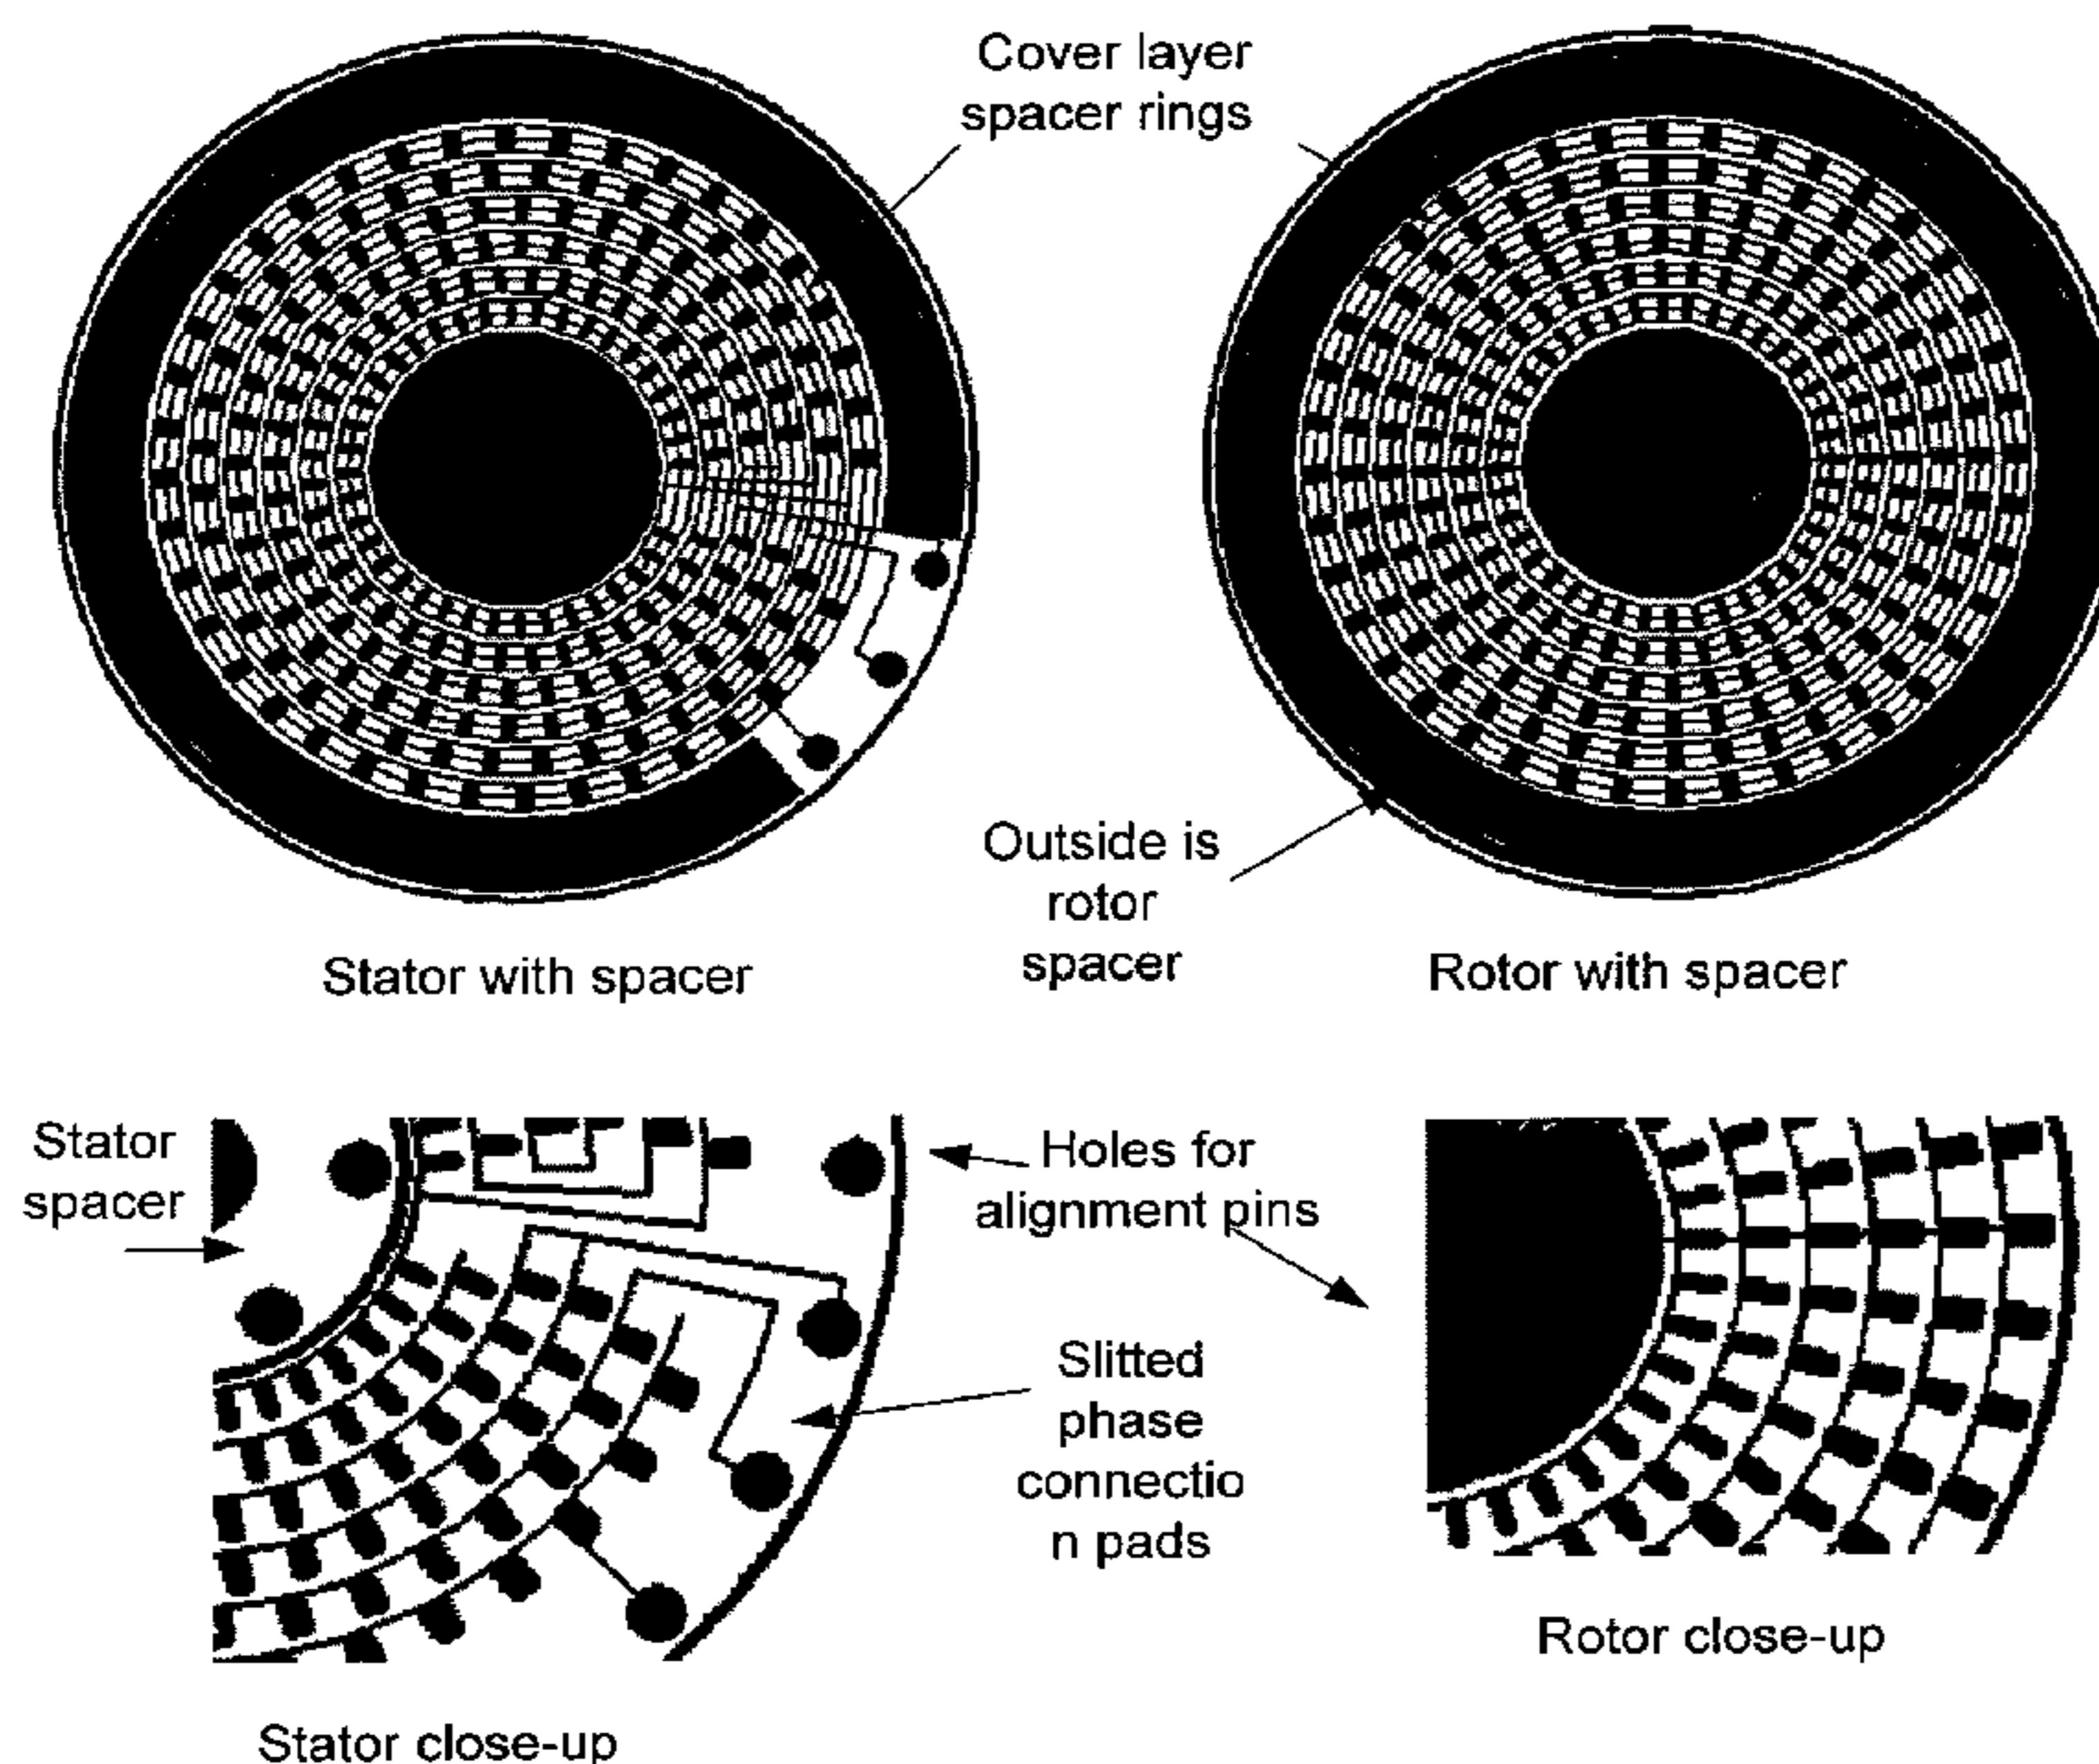 Cover layer
spacer rings
Outside is
rotor
spacer
Stator with spacer
Rotor with spacer
Stator
spacer
Holes for
alignment pins
Slitted
phase
connectio
n pads
Rotor close-up
Stator close-up